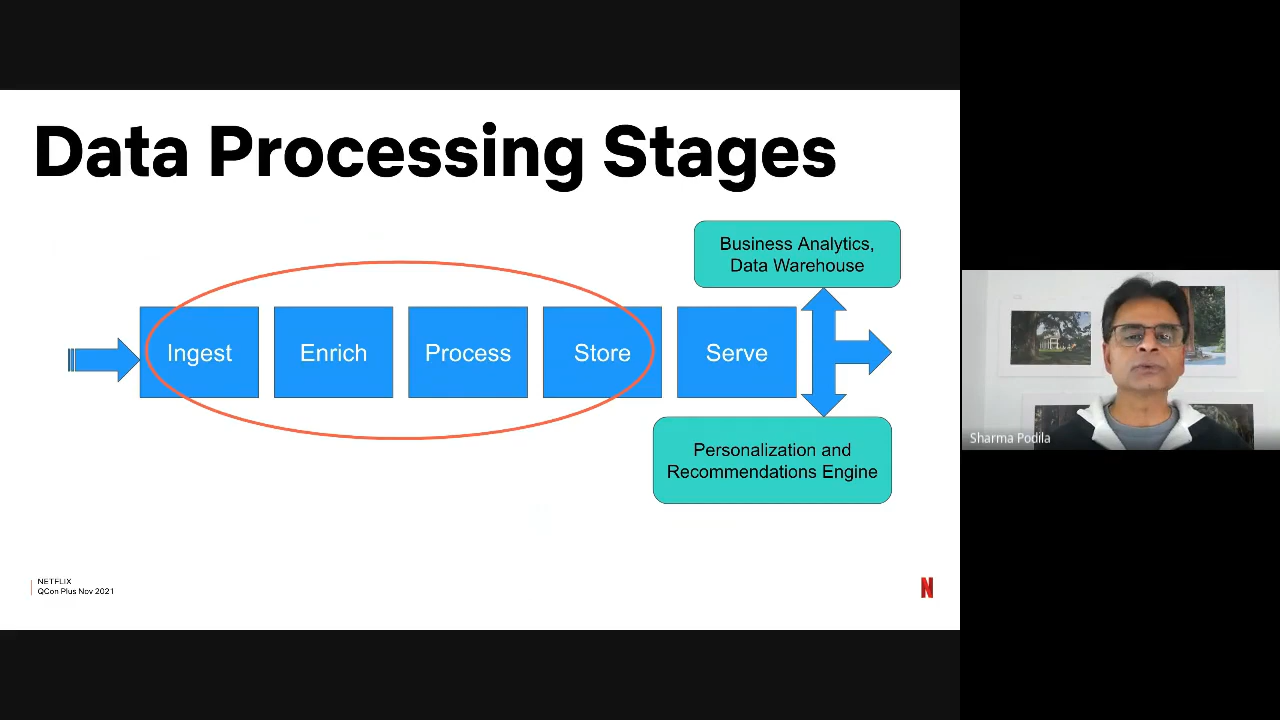 Data Processing Stages
Business Analytics,
Data Warehouse
Ingest
Enrich
Process
Store
Serve
Personalization and
Recommendations Engine
NETFLIX
QCon Plus Nov 2021
N
Sharma Podila